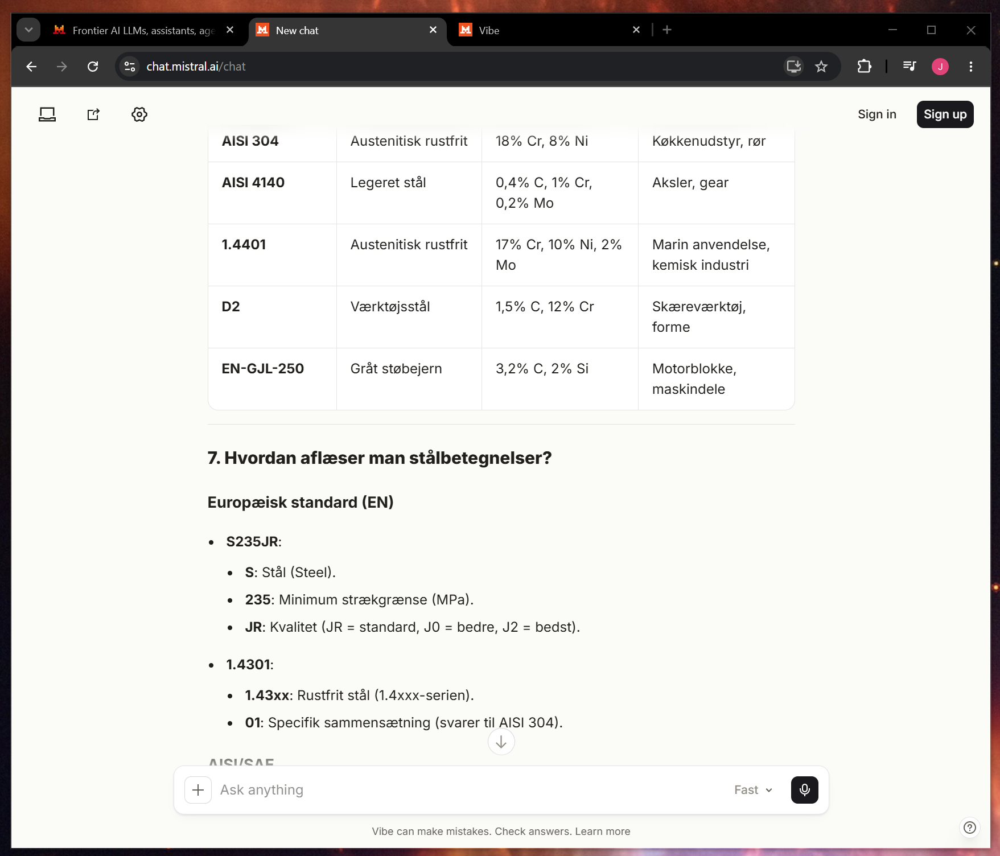 Frontier AI LLMs, assistants, age
New chat
Vibe
chat.mistral.ai/chat
J
Sign in
Sign up
AISI 304 Austenitisk rustfrit 18% Cr, 8% Ni Køkkenudstyr, rør
AISI 4140 Legeret stål 0,4% C, 1% Cr, Aksler, gear
0,2% Mo
1.4401 Austenitisk rustfrit 17% Cr, 10% Ni, 2% Marin anvendelse,
Mo kemisk industri
D2 Værktøjsstål 1,5% C, 12% Cr Skæreværktøj,
forme
EN-GJL-250 Gråt støbejern 3,2% C, 2% Si Motorblokke,
maskindele
7. Hvordan aflæser man stålbetegnelser?
Europæisk standard (EN)
• S235JR:
• S: Stål (Steel).
• 235: Minimum strækgrænse (MPa).
• JR: Kvalitet (JR = standard, J0 = bedre, J2 = bedst).
• 1.4301:
• 1.43xx: Rustfrit stål (1.4xxx-serien).
• 01: Specifik sammensætning (svarer til AISI 304).
AISI/SAE
Ask anything
Fast
Vibe can make mistakes. Check answers. Learn more